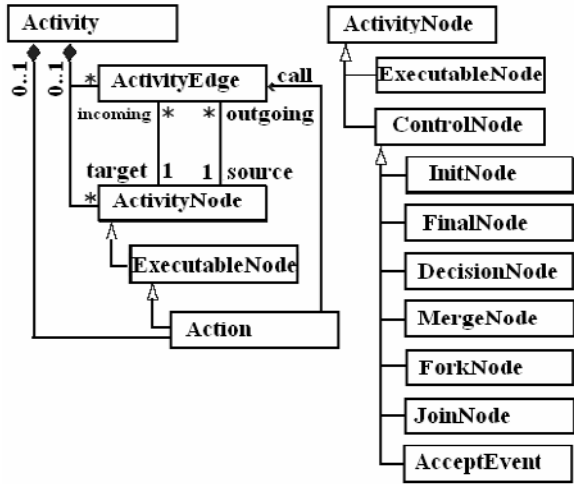 Activity
0..1
0..1
* ActivityEdge call
incoming * * outgoing
target 1 1 source
* ActivityNode
ExecutableNode
Action
ActivityNode
ExecutableNode
ControlNode
InitNode
FinalNode
DecisionNode
MergeNode
ForkNode
JoinNode
AcceptEvent